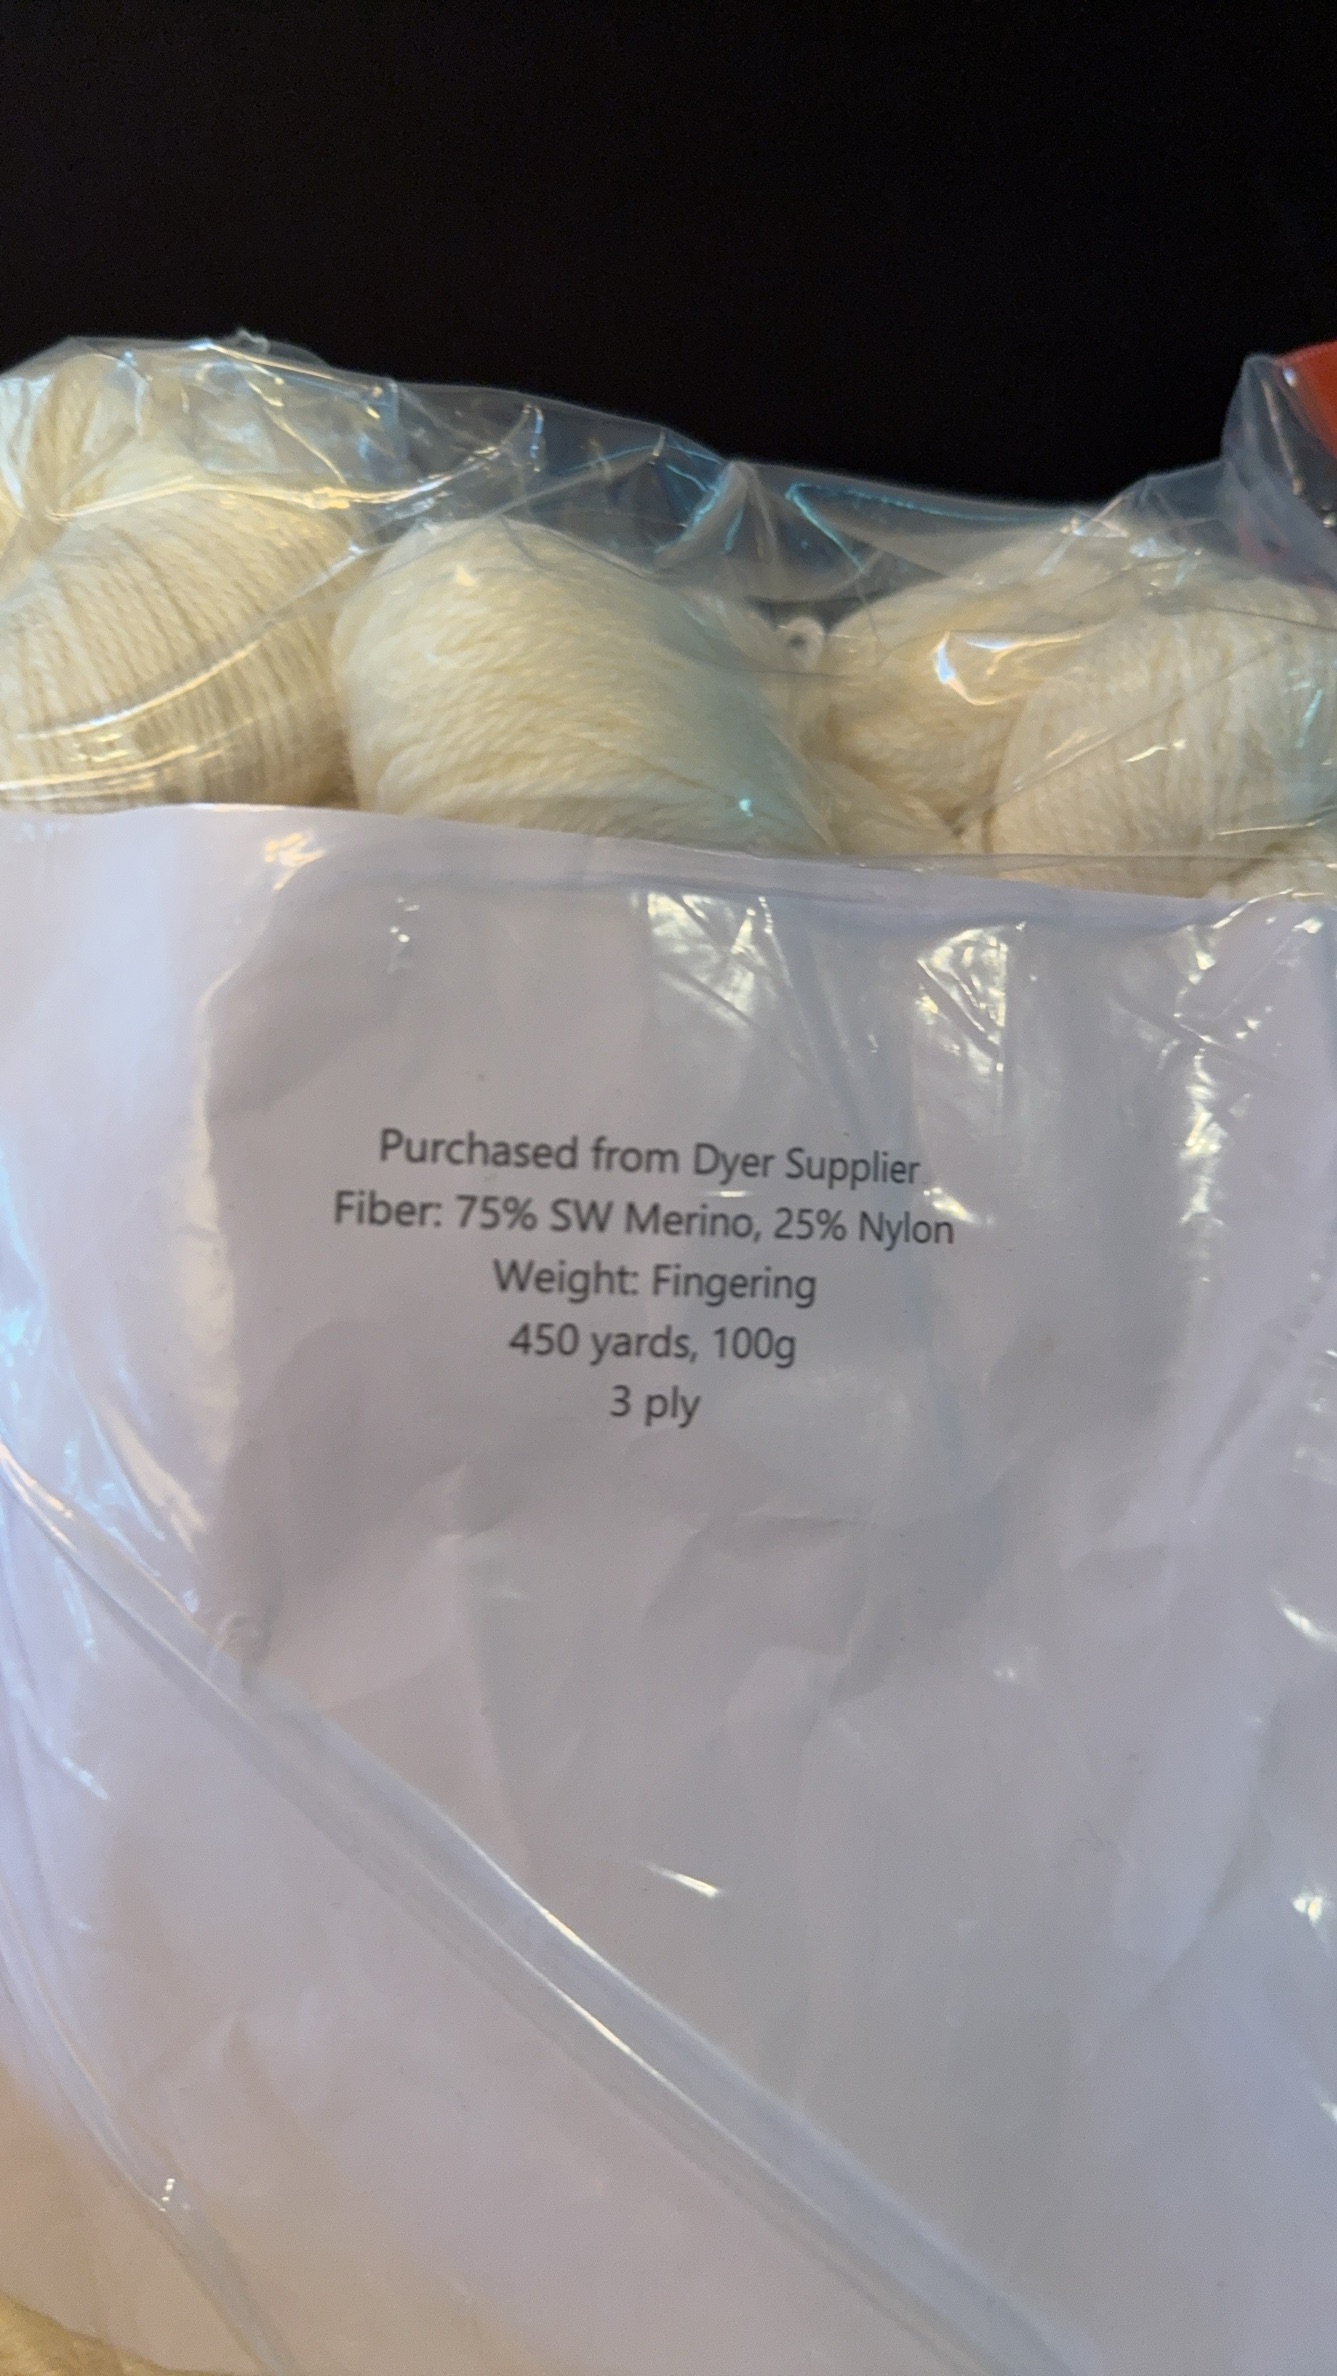 Purchased from Dyer Supplier
Fiber: 75% SW Merino, 25% Nylon
Weight: Fingering
450 yards, 100g
3 ply